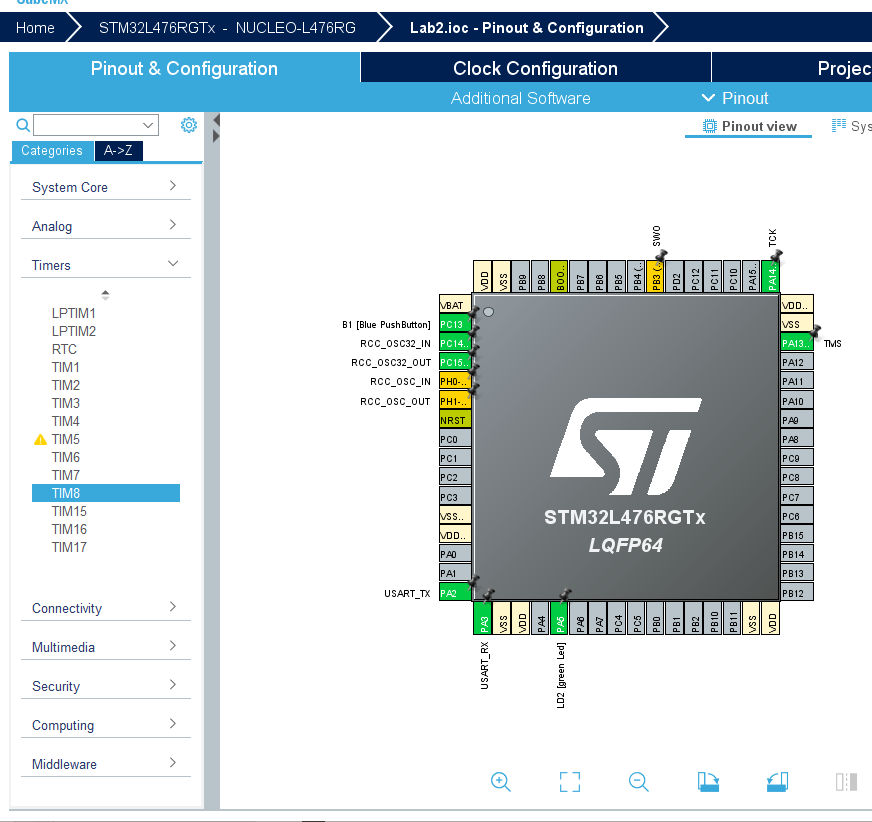 CubeMX
Home
STM32L476RGTx - NUCLEO-L476RG
Lab2.ioc - Pinout & Configuration
Pinout & Configuration
Clock Configuration
Projec
Additional Software
Pinout
Pinout view
Sys
Categories
A->Z
System Core
Analog
Timers
LPTIM1
LPTIM2
RTC
TIM1
TIM2
TIM3
TIM4
TIM5
TIM6
TIM7
TIM8
TIM15
TIM16
TIM17
Connectivity
Multimedia
Security
Computing
Middleware
SWO
TCK
VDD
VSS
PB9
PB8
BOO..
PB7
PB6
PB5
PB4 (..
PB3 (..
PD2
PC12
PC11
PC10
PA15..
PA14..
VBAT
B1 [Blue PushButton] PC13
RCC_OSC32_IN PC14..
RCC_OSC32_OUT PC15..
RCC_OSC_IN PH0-..
RCC_OSC_OUT PH1-..
NRST
PC0
PC1
PC2
PC3
VSS..
VDD..
PA0
PA1
USART_TX PA2
STM32L476RGTx
LQFP64
VDD..
VSS
PA13.. TMS
PA12
PA11
PA10
PA9
PA8
PC9
PC8
PC7
PC6
PB15
PB14
PB13
PB12
PA3
VSS
VDD
PA4
PA5
PA6
PA7
PC4
PC5
PB0
PB1
PB2
PB10
PB11
VSS
VDD
USART_RX
LD2 [green Led]